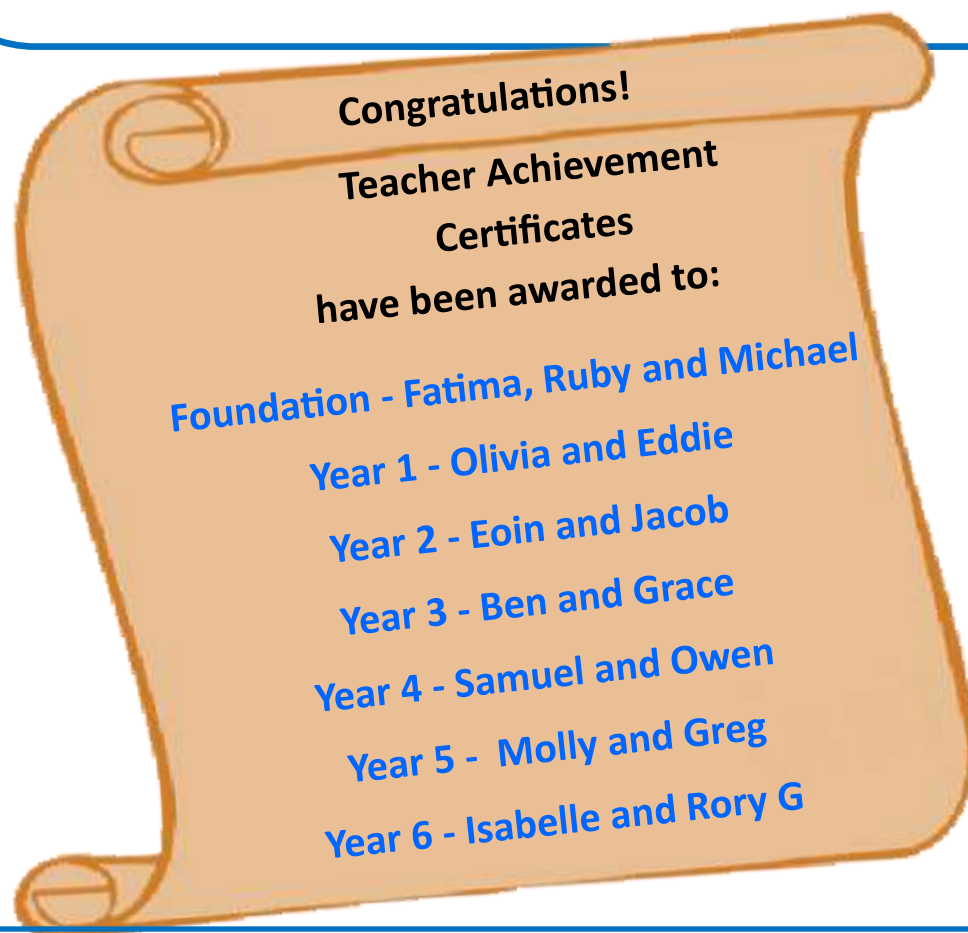 Congratulations!
Teacher Achievement
Certificates
have been awarded to:
Foundation - Fatima, Ruby and Michael
Year 1 - Olivia and Eddie
Year 2 - Eoin and Jacob
Year 3 - Ben and Grace
Year 4 - Samuel and Owen
Year 5 -  Molly and Greg
Year 6 - Isabelle and Rory G